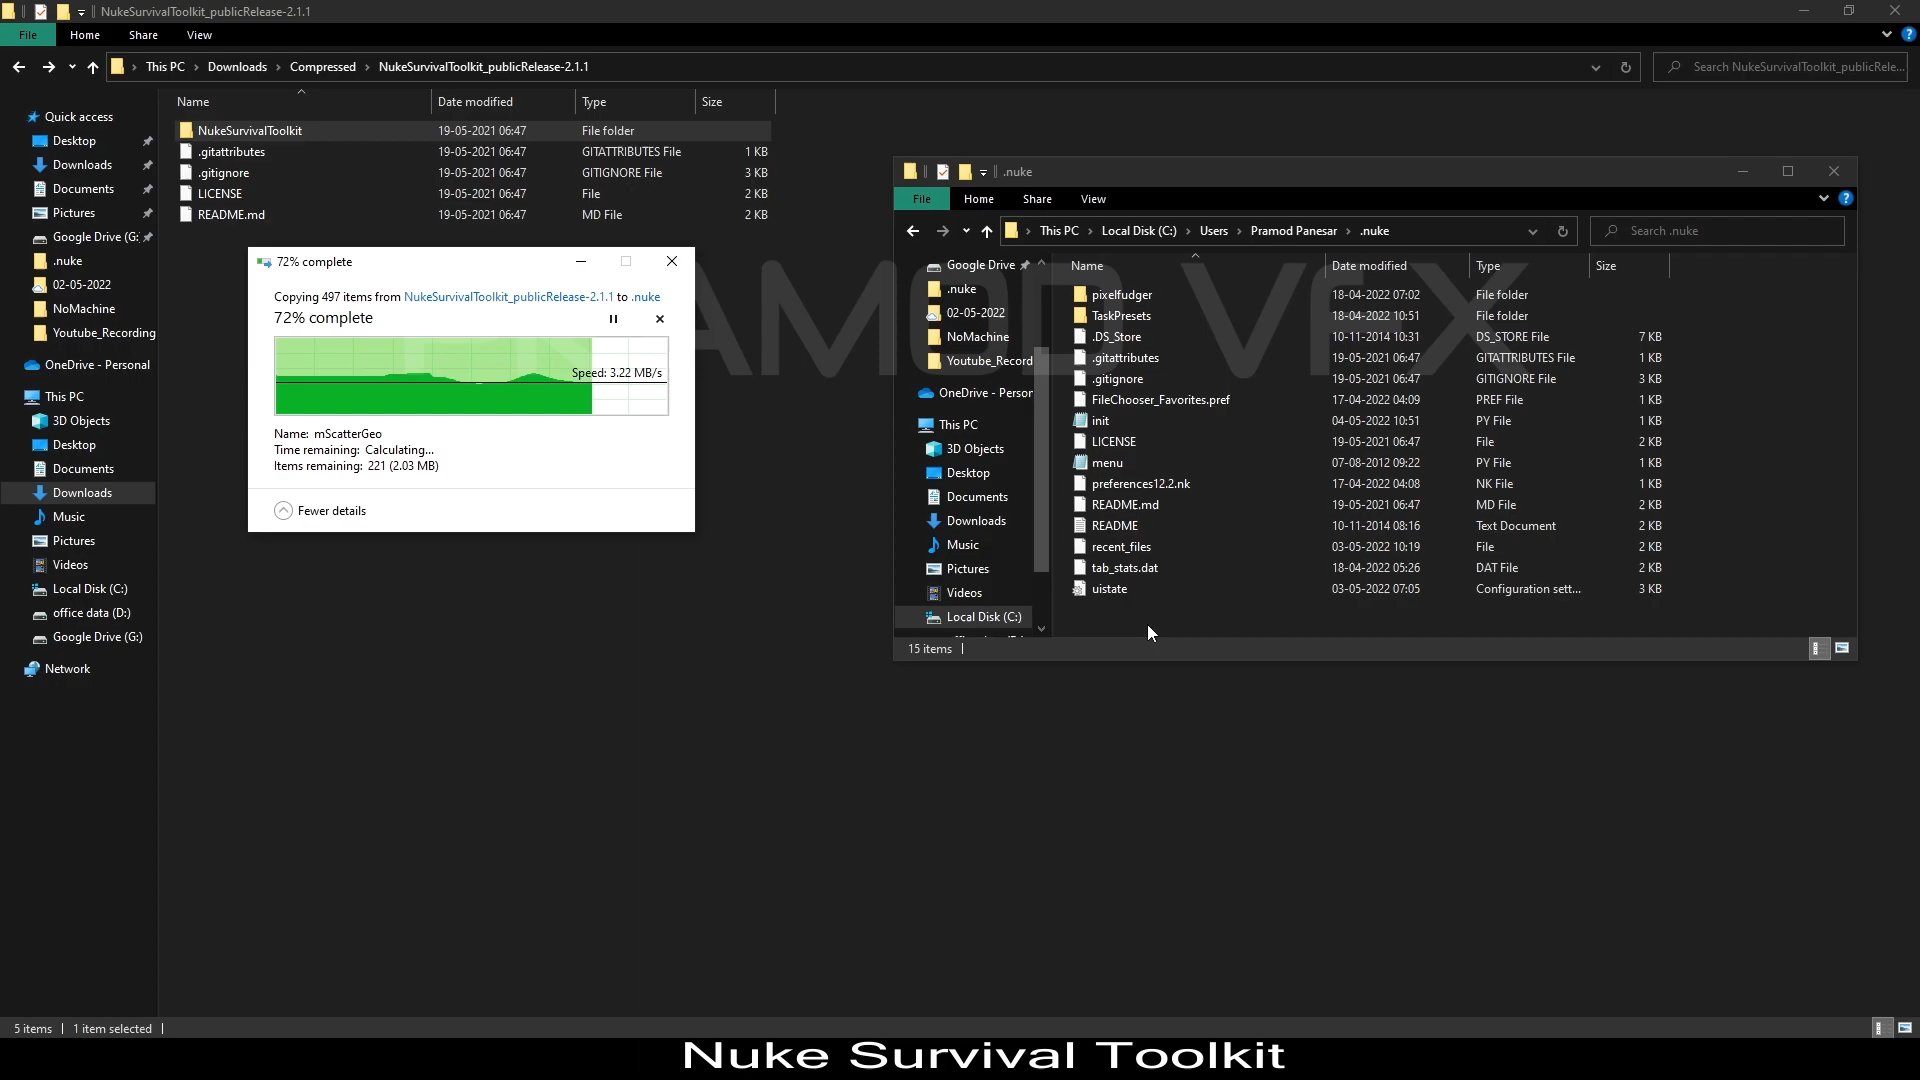 NukeSurvivalToolkit_publicRelease-2.1.1
File Home Share View
This PC > Downloads > Compressed > NukeSurvivalToolkit_publicRelease-2.1.1
Search NukeSurvivalToolkit_publicRele...
Name Date modified Type Size
NukeSurvivalToolkit 19-05-2021 06:47 File folder
.gitattributes 19-05-2021 06:47 GITATTRIBUTES File 1 KB
.gitignore 19-05-2021 06:47 GITIGNORE File 3 KB
LICENSE 19-05-2021 06:47 File 2 KB
README.md 19-05-2021 06:47 MD File 2 KB
Quick access
Desktop
Downloads
Documents
Pictures
Google Drive (G:
.nuke
02-05-2022
NoMachine
Youtube_Recording
OneDrive - Personal
This PC
3D Objects
Desktop
Documents
Downloads
Music
Pictures
Videos
Local Disk (C:)
office data (D:)
Google Drive (G:)
Network
72% complete
Copying 497 items from NukeSurvivalToolkit_publicRelease-2.1.1 to .nuke
72% complete
Speed: 3.22 MB/s
Name: mScatterGeo
Time remaining: Calculating...
Items remaining: 221 (2.03 MB)
Fewer details
.nuke
File Home Share View
This PC > Local Disk (C:) > Users > Pramod Panesar > .nuke
Search .nuke
Google Drive
.nuke
02-05-2022
NoMachine
Youtube_Record
OneDrive - Person
This PC
3D Objects
Desktop
Documents
Downloads
Music
Pictures
Videos
Local Disk (C:)
Name Date modified Type Size
pixelfudger 18-04-2022 07:02 File folder
TaskPresets 18-04-2022 10:51 File folder
.DS_Store 10-11-2014 10:31 DS_STORE File 7 KB
.gitattributes 19-05-2021 06:47 GITATTRIBUTES File 1 KB
.gitignore 19-05-2021 06:47 GITIGNORE File 3 KB
FileChooser_Favorites.pref 17-04-2022 04:09 PREF File 1 KB
init 04-05-2022 10:51 PY File 1 KB
LICENSE 19-05-2021 06:47 File 2 KB
menu 07-08-2012 09:22 PY File 1 KB
preferences12.2.nk 17-04-2022 04:08 NK File 1 KB
README.md 19-05-2021 06:47 MD File 2 KB
README 10-11-2014 08:16 Text Document 2 KB
recent_files 03-05-2022 10:19 File 2 KB
tab_stats.dat 18-04-2022 05:26 DAT File 2 KB
uistate 03-05-2022 07:05 Configuration sett... 3 KB
15 items
AMOD VFX
5 items 1 item selected
Nuke Survival Toolkit